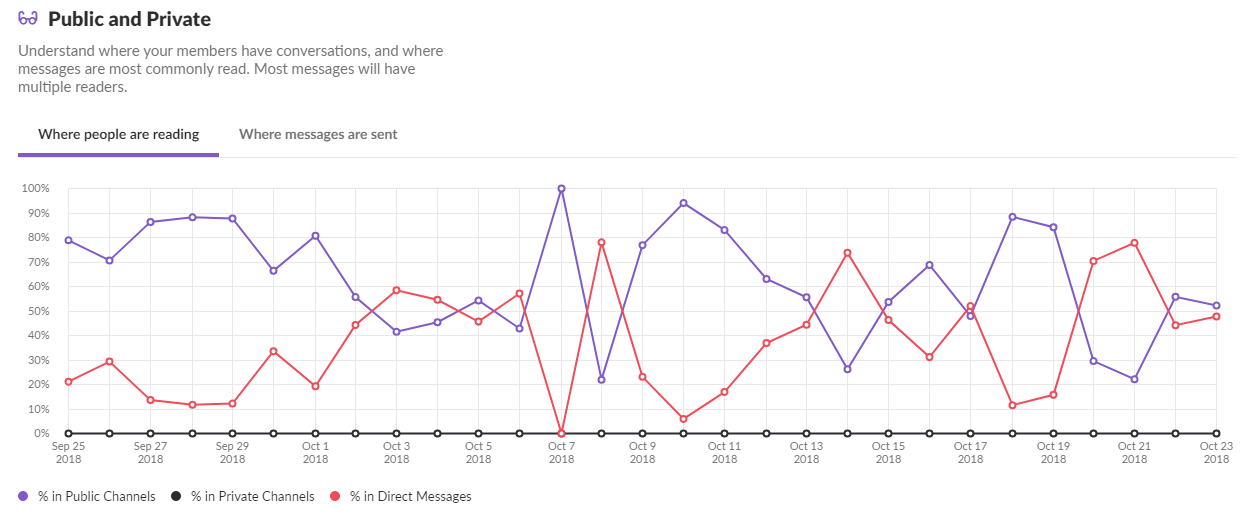 Public and Private
Understand where your members have conversations, and where
messages are most commonly read. Most messages will have
multiple readers.
Where people are reading
Where messages are sent
100%
90%
80%
70%
60%
50%
40%
30%
20%
10%
0%
Sep 25 2018
Sep 27 2018
Sep 29 2018
Oct 1 2018
Oct 3 2018
Oct 5 2018
Oct 7 2018
Oct 9 2018
Oct 11 2018
Oct 13 2018
Oct 15 2018
Oct 17 2018
Oct 19 2018
Oct 21 2018
Oct 23 2018
% in Public Channels
% in Private Channels
% in Direct Messages